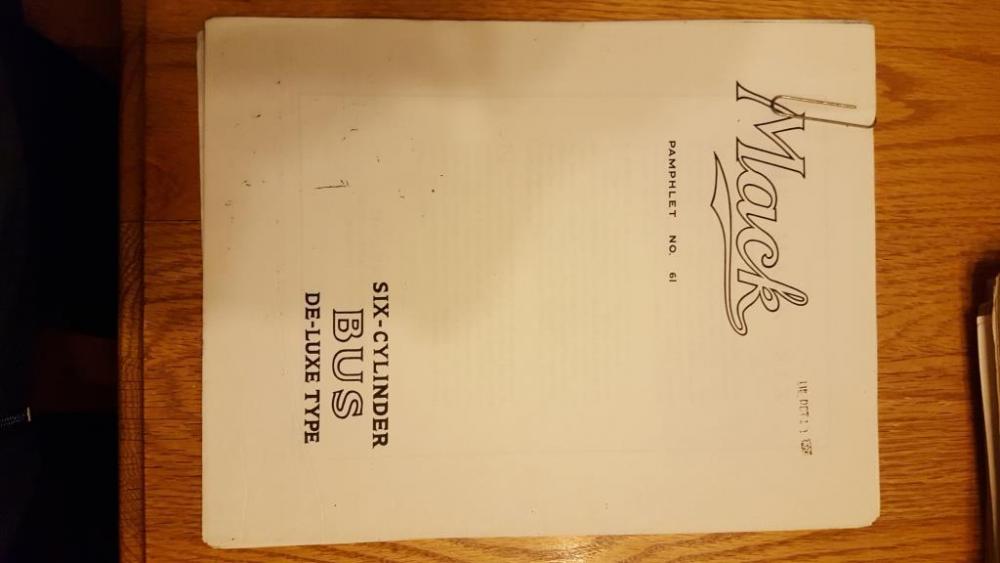 Mack
PAMPHLET NO. 61
SIX-CYLINDER
BUS
DE-LUXE TYPE